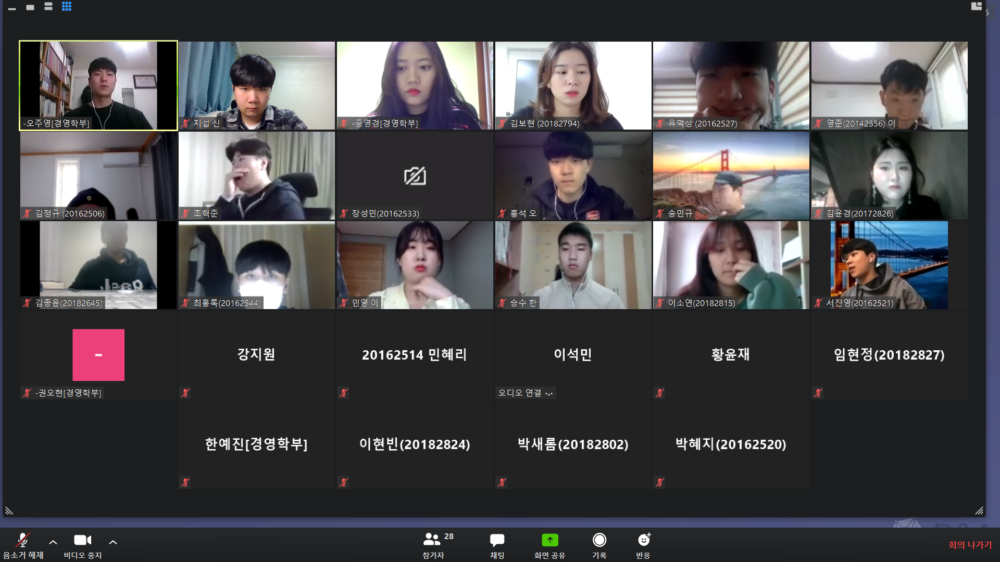 -오주영[경영학부]
지섭 신
-공영경[경영학부]
김보현 (20182794)
유덕상 (20162527)
영준(20142556) 이
김정규 (20162506)
조혁준
장성민(20162533)
홍석 오
송민규
김윤경(20172826)
Jeep
김종윤(20182645)
최홍록(20162544)
민영 이
승수 한
이소연(20182815)
서진영(20162521)
-
-권오현[경영학부]
강지원
20162514 민혜리
이석민
오디오 연결
황윤재
임현정(20182827)
한예진[경영학부]
이현빈(20182824)
박새롬(20182802)
박혜지(20162520)
음소거 해제
비디오 중지
28
참가자
채팅
화면 공유
기록
반응
회의 나가기